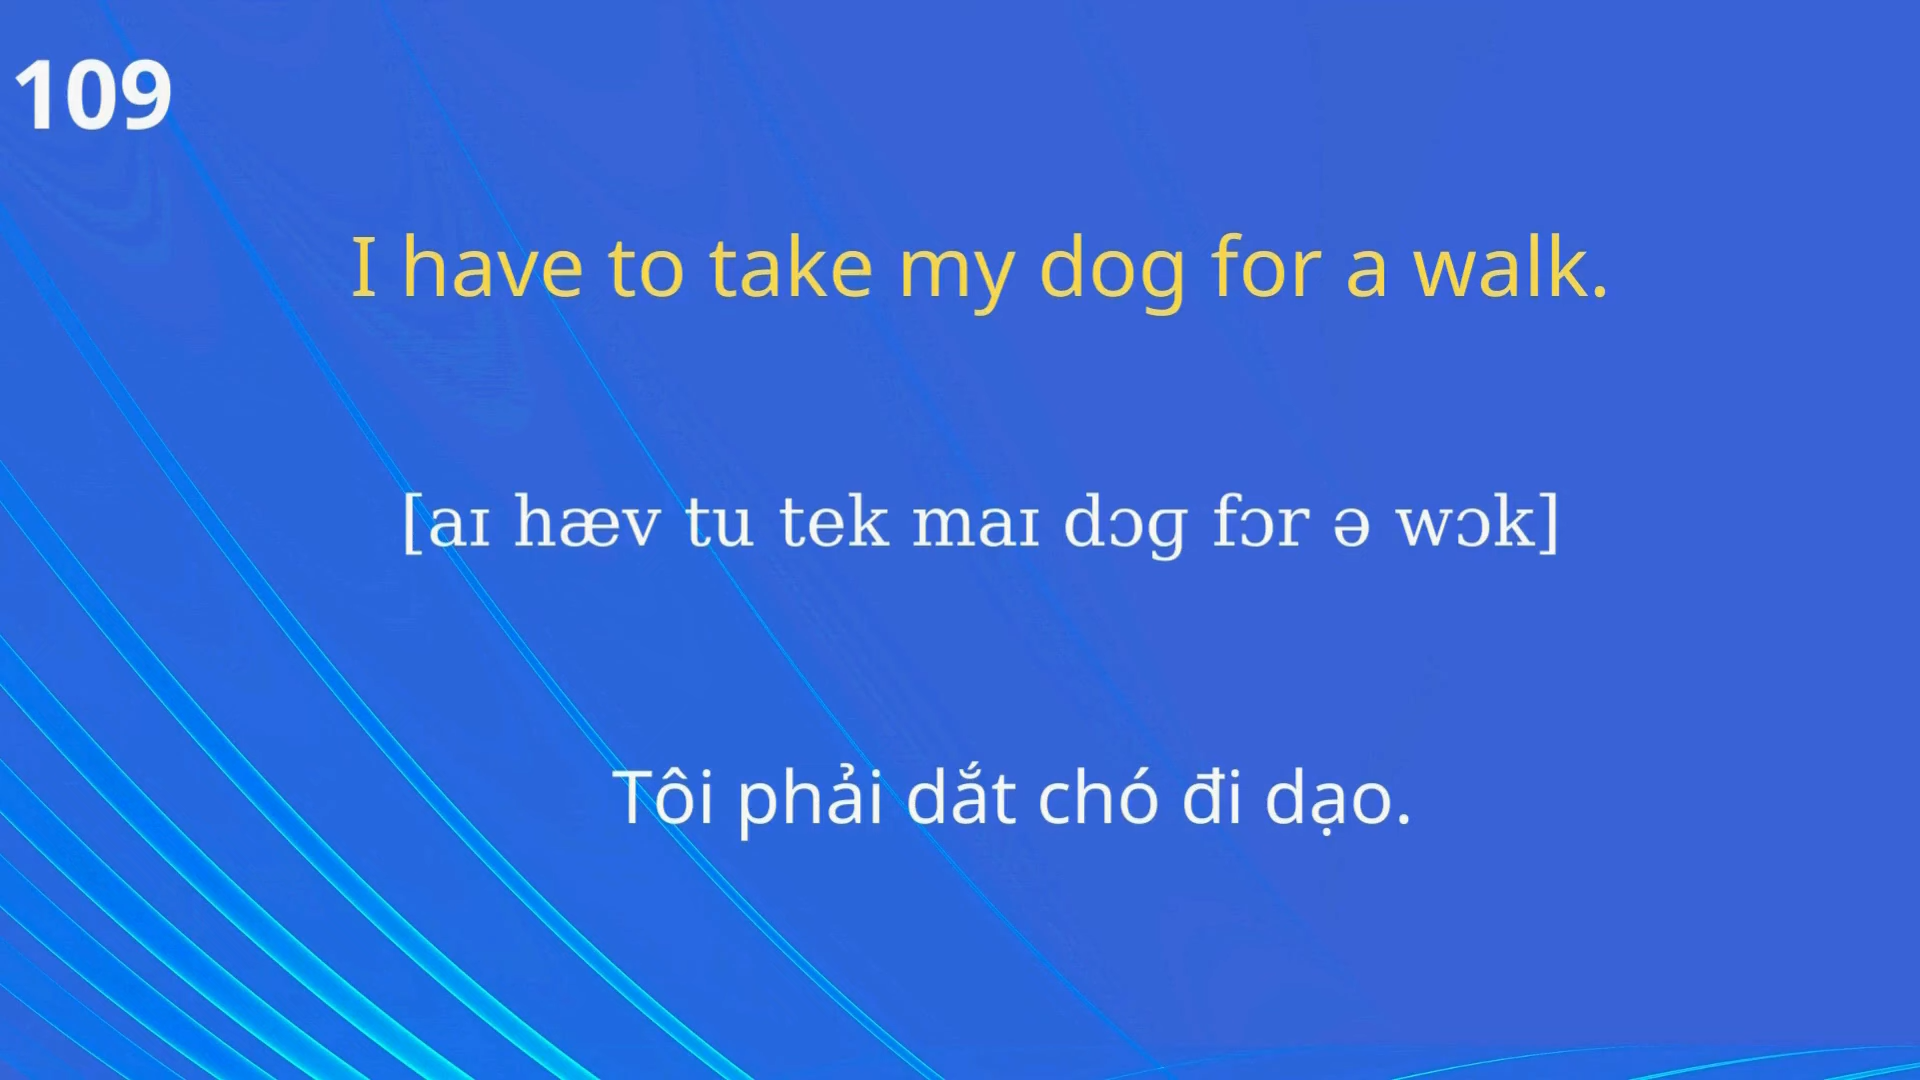 109
I have to take my dog for a walk.
[aɪ hæv tu tek maɪ dɔg fɔr ə wɔk]
Tôi phải dắt chó đi dạo.